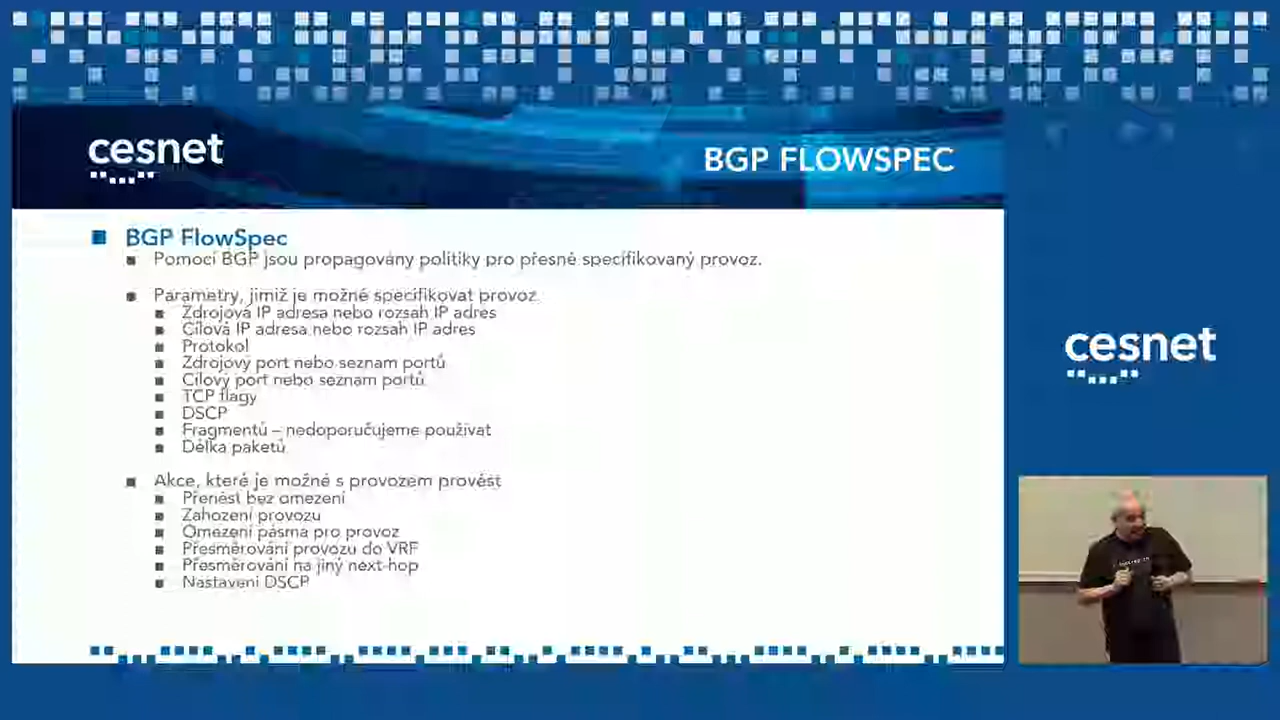 cesnet
BGP FLOWSPEC
BGP FlowSpec
Pomocí BGP jsou propagovány politiky pro přesně specifikovaný provoz.
Parametry, jimiž je možné specifikovat provoz
Zdrojová IP adresa nebo rozsah IP adres
Cílová IP adresa nebo rozsah IP adres
Protokol
Zdrojový port nebo seznam portů
Cílový port nebo seznam portů
TCP flagy
DSCP
Fragmentů – nedoporučujeme používat
Délka paketů
Akce, které je možné s provozem provést
Přenést bez omezení
Zahození provozu
Omezení pásma pro provoz
Přesměrování provozu do VRF
Přesměrování na jiný next-hop
Nastavení DSCP
cesnet